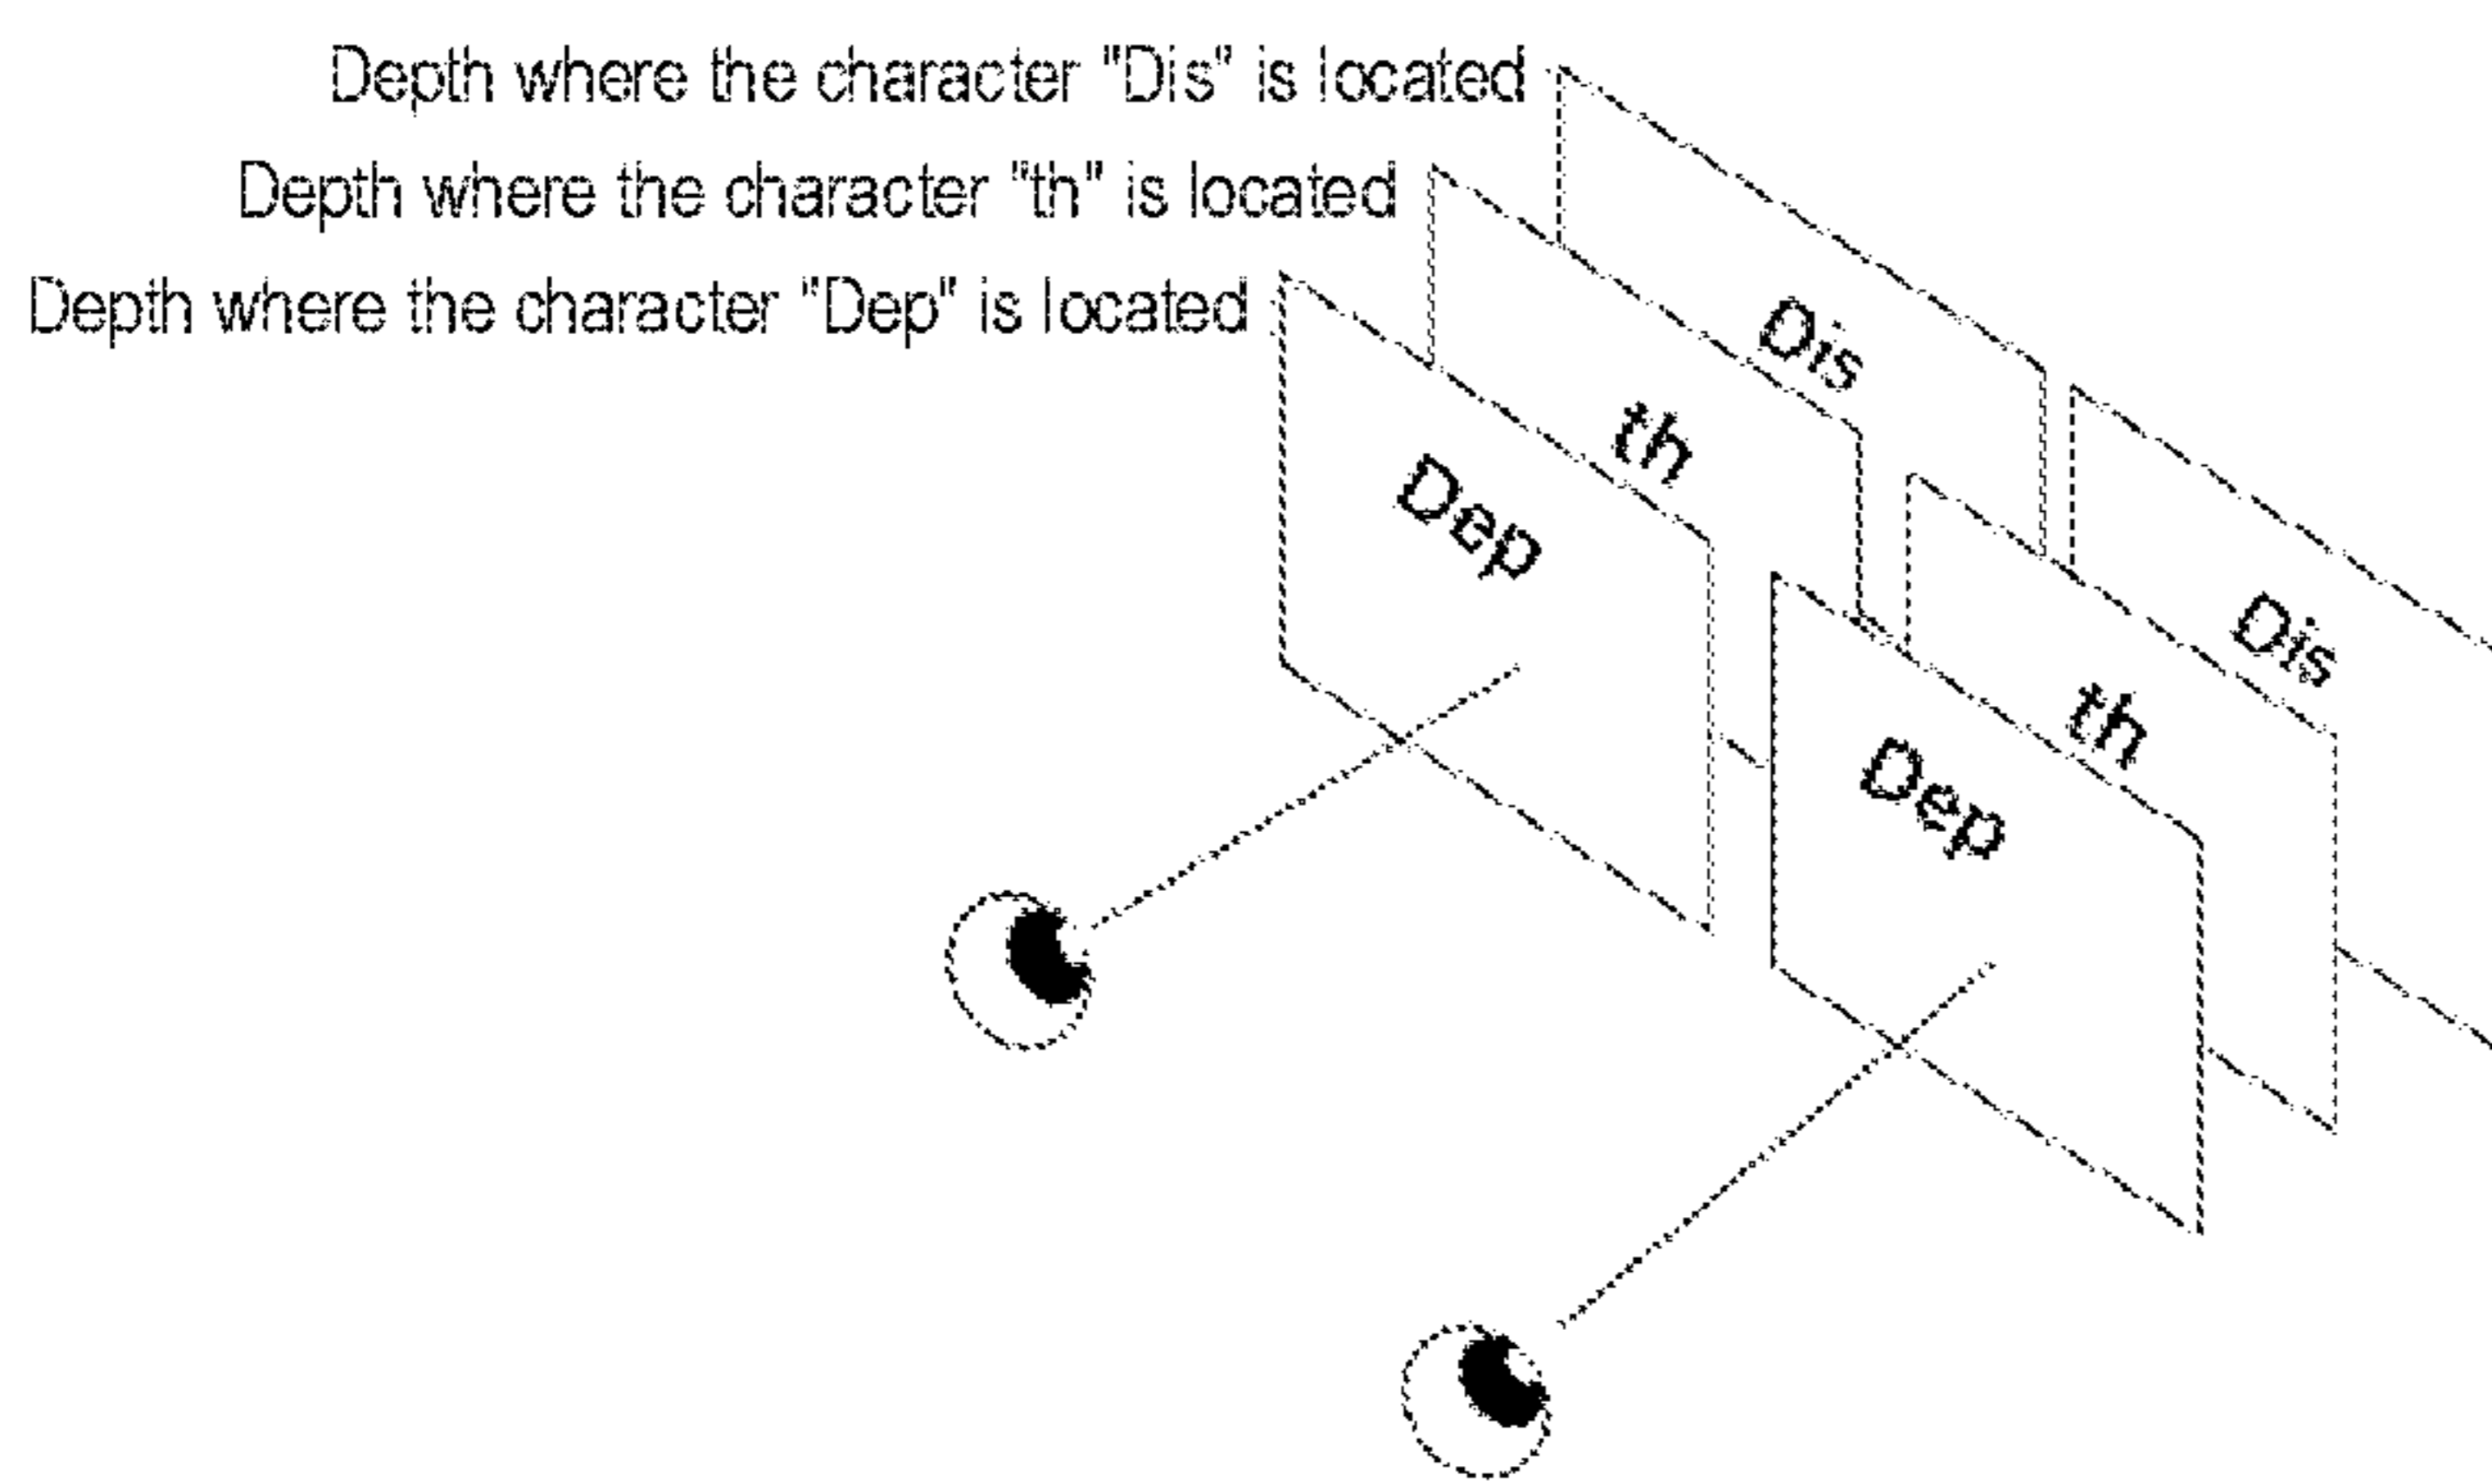 Depth where the character "Dis" is located
Depth where the character "th" is located
Depth where the character "Dep" is located
Dis
th
Dep
Dis
th
Dep